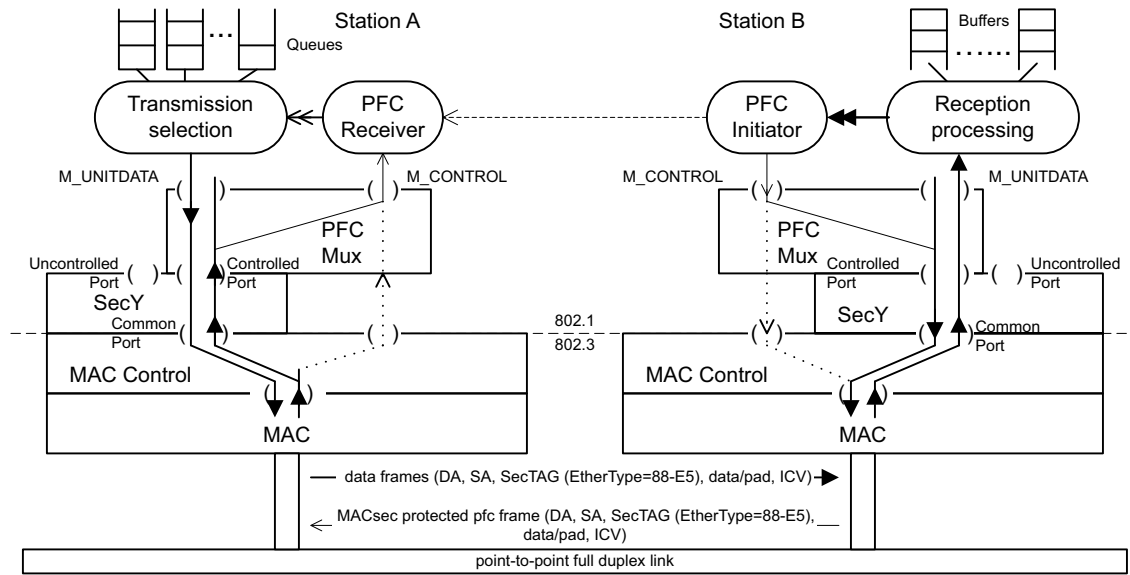 Station A
Station B
Queues
Buffers
Transmission
selection
PFC
Receiver
PFC
Initiator
Reception
processing
M_UNITDATA
M_CONTROL
M_CONTROL
M_UNITDATA
PFC
Mux
PFC
Mux
Uncontrolled
Port
Controlled
Port
Controlled
Port
Uncontrolled
Port
SecY
SecY
Common
Port
802.1
802.3
Common
Port
MAC Control
MAC Control
MAC
MAC
data frames (DA, SA, SecTAG (EtherType=88-E5), data/pad, ICV)
MACsec protected pfc frame (DA, SA, SecTAG (EtherType=88-E5),
data/pad, ICV)
point-to-point full duplex link